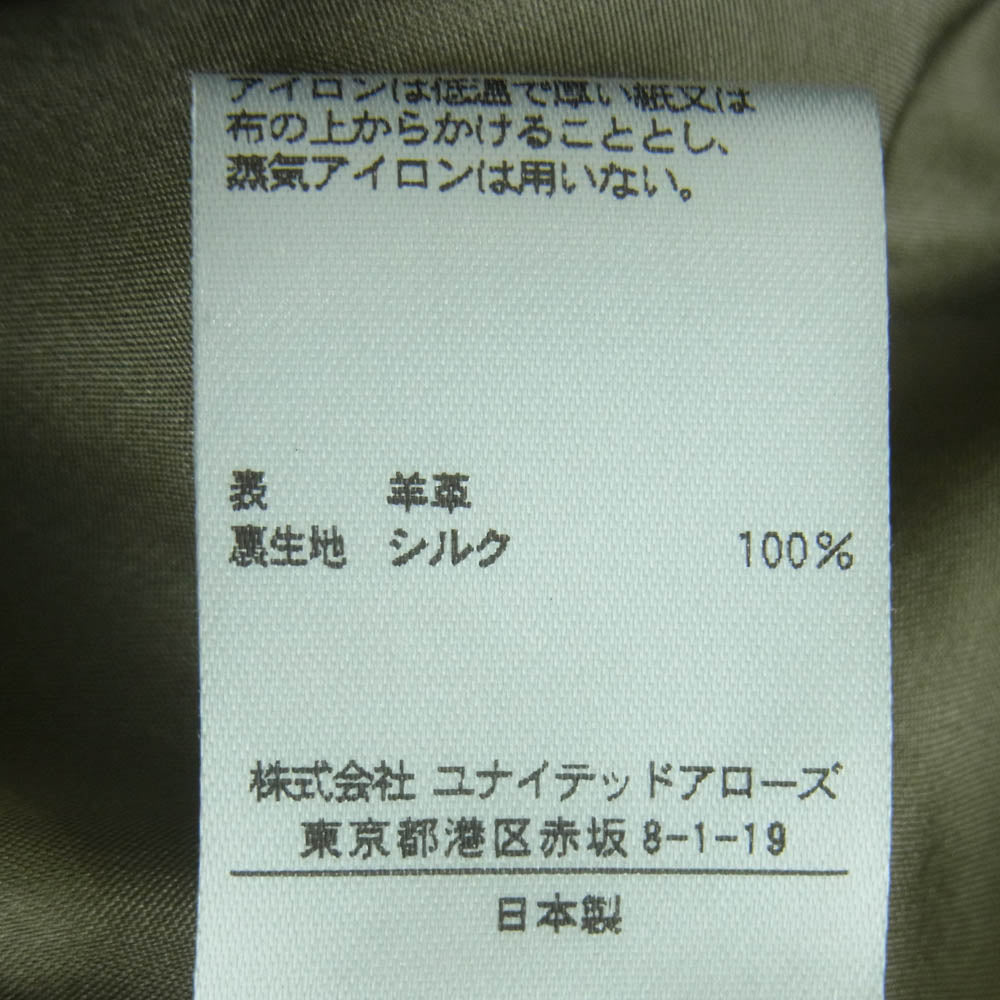 アイロンは低温で厚い紙又は
布の上からかけることとし、
蒸気アイロンは用いない。
表 羊革
裏生地 シルク 100%
株式会社 ユナイテッドアローズ
東京都港区赤坂 8-1-19
日本製